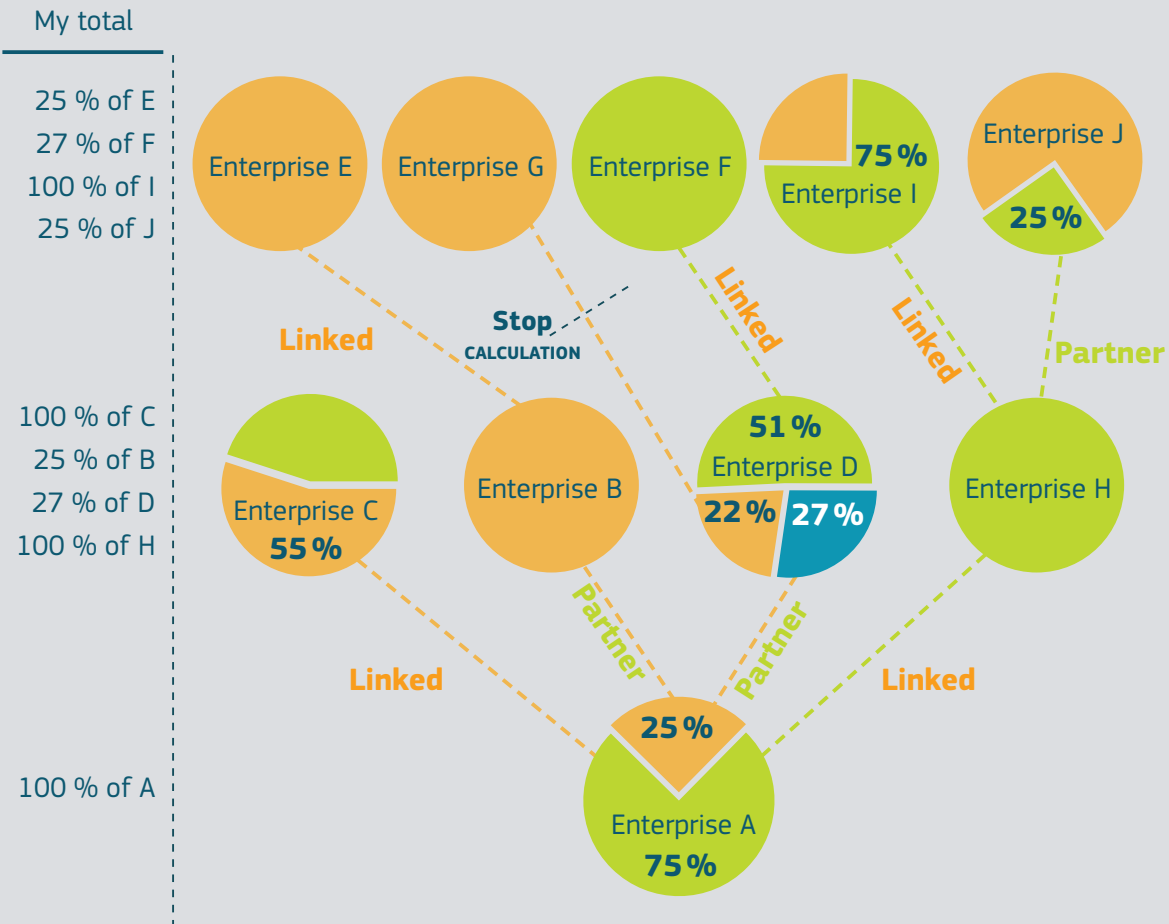 My total
25 % of E
27 % of F
100 % of I
25 % of J
Enterprise E
Enterprise G
Enterprise F
75 %
Enterprise I
Enterprise J
25 %
Linked
Stop
CALCULATION
Linked
Linked
Partner
100 % of C
25 % of B
27 % of D
100 % of H
Enterprise C
55 %
Enterprise B
51 %
Enterprise D
22 %
27 %
Enterprise H
Linked
Partner
Partner
Linked
100 % of A
25 %
Enterprise A
75 %